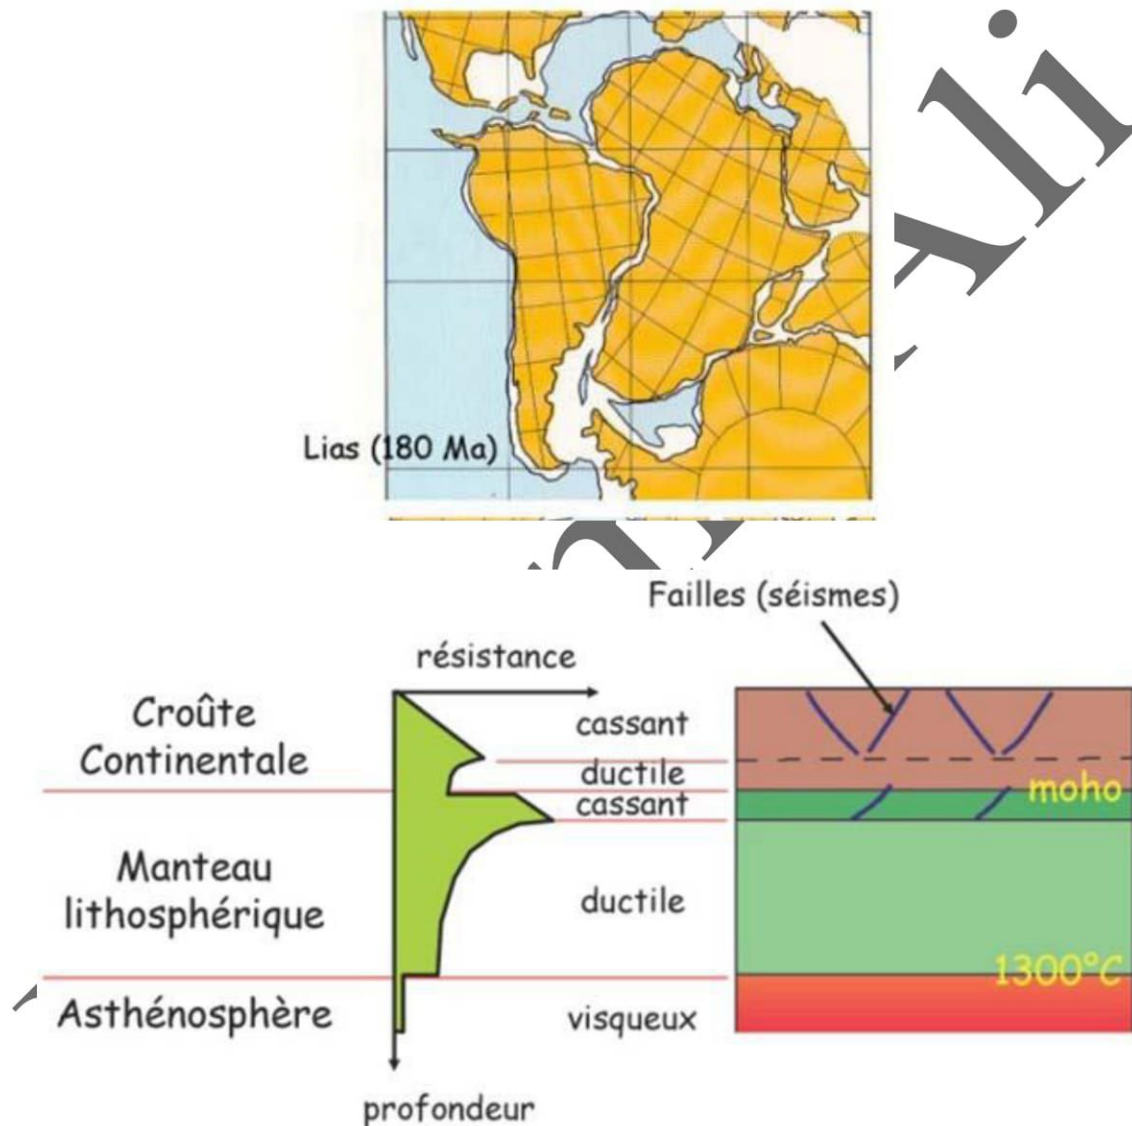 Ali
Lias (180 Ma)
Failles (séismes)
résistance
Croûte
Continentale
cassant
ductile
cassant
moho
Manteau
lithosphérique
ductile
1300°C
Asthénosphère
visqueux
profondeur